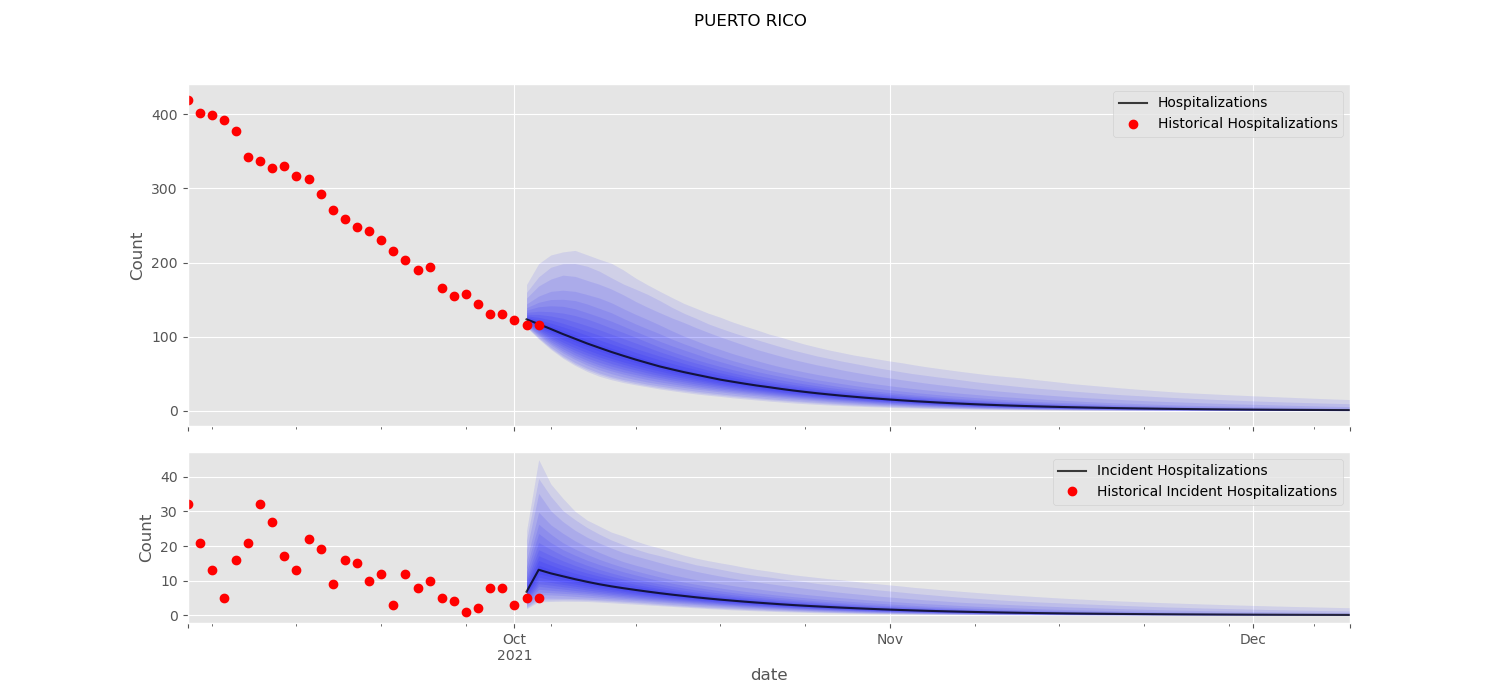 PUERTO RICO
Hospitalizations
Historical Hospitalizations
Count
400
300
200
100
0
Incident Hospitalizations
Historical Incident Hospitalizations
Count
40
30
20
10
0
Oct
2021
Nov
Dec
date